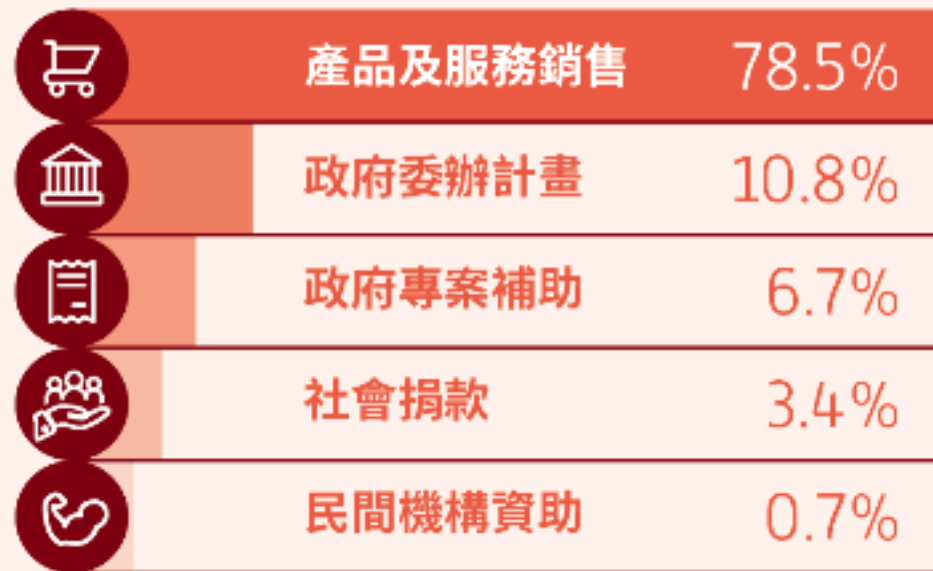 產品及服務銷售 78.5%
政府委辦計畫 10.8%
政府專案補助 6.7%
社會捐款 3.4%
民間機構資助 0.7%